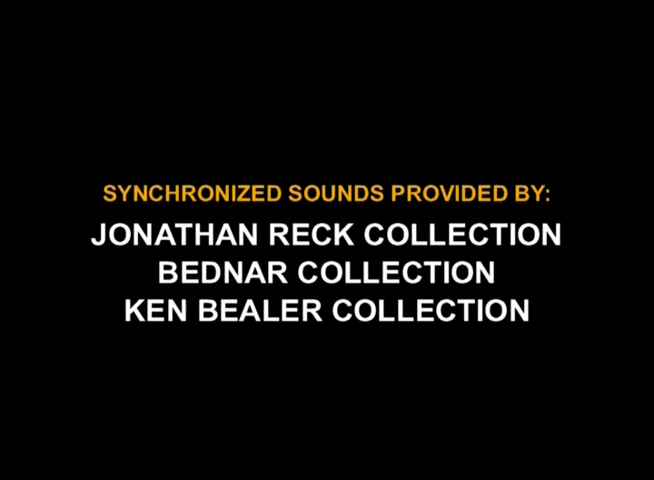 SYNCHRONIZED SOUNDS PROVIDED BY:
JONATHAN RECK COLLECTION
BEDNAR COLLECTION
KEN BEALER COLLECTION